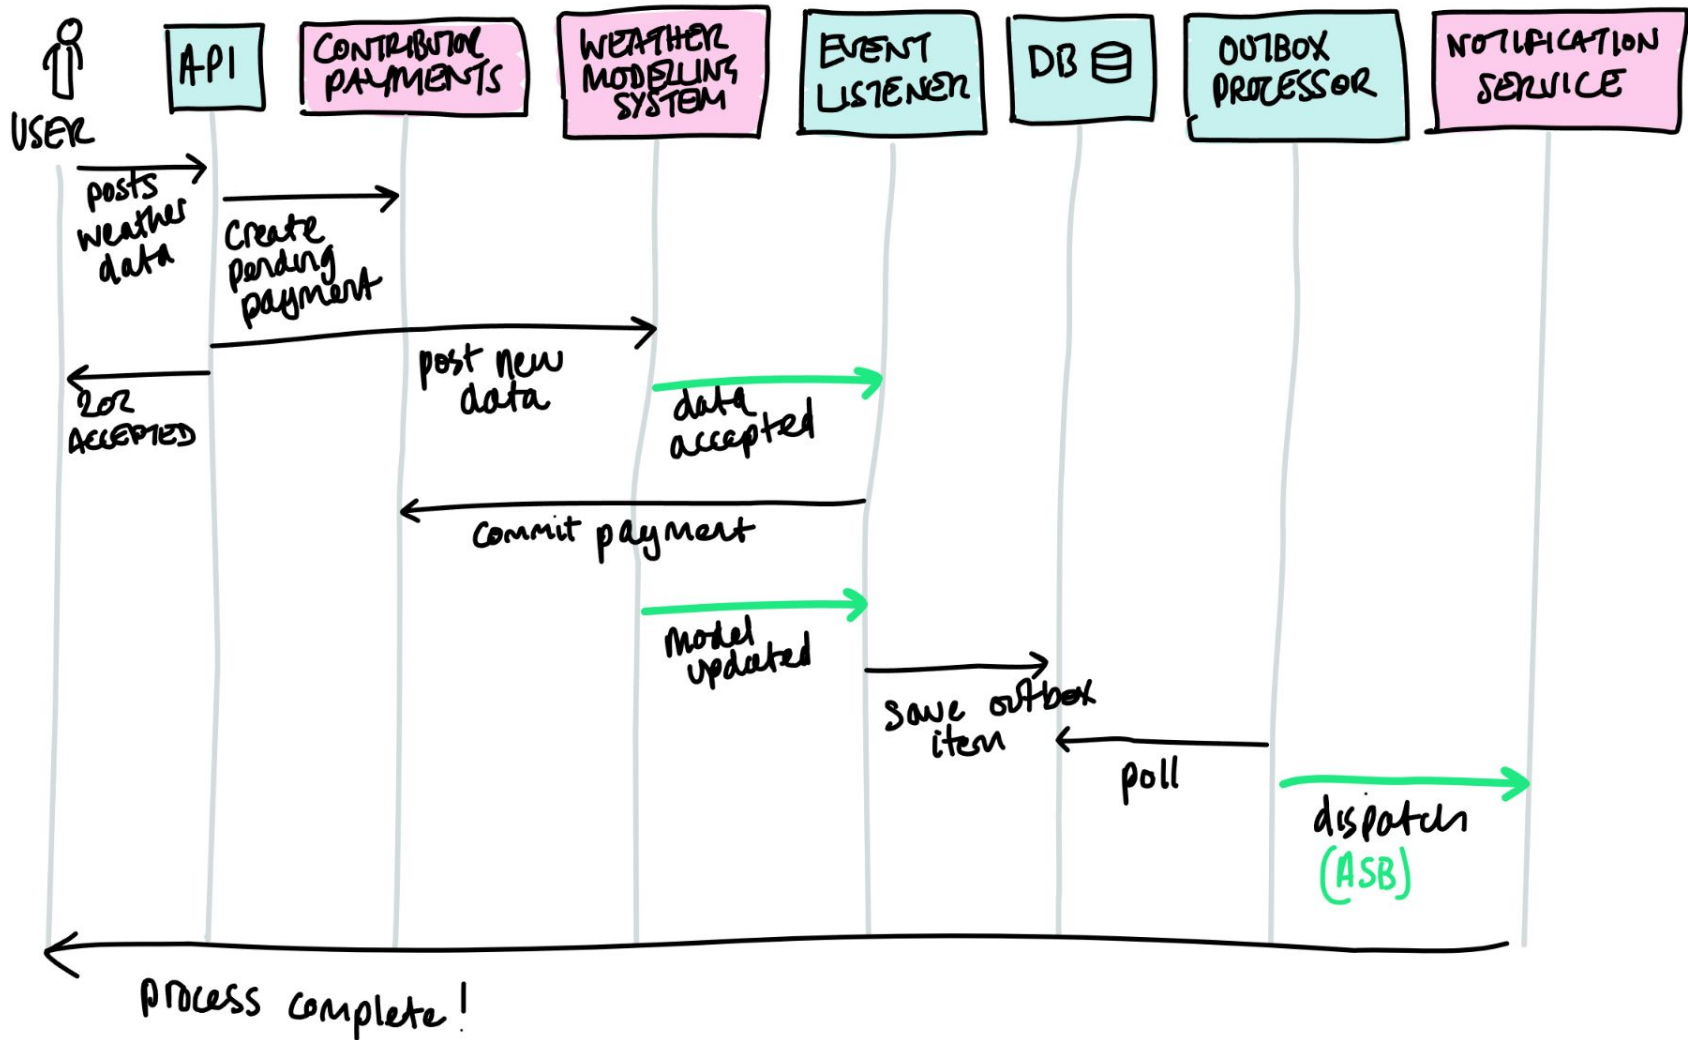 USER
API
CONTRIBUTOR
PAYMENTS
WEATHER
MODELLING
SYSTEM
EVENT
LISTENER
DB
OUTBOX
PROCESSOR
NOTIFICATION
SERVICE
posts
weather
data
create
pending
payment
post new
data
202
ACCEPTED
data
accepted
commit payment
model
updated
save outbox
item
poll
dispatch
(ASB)
process complete!